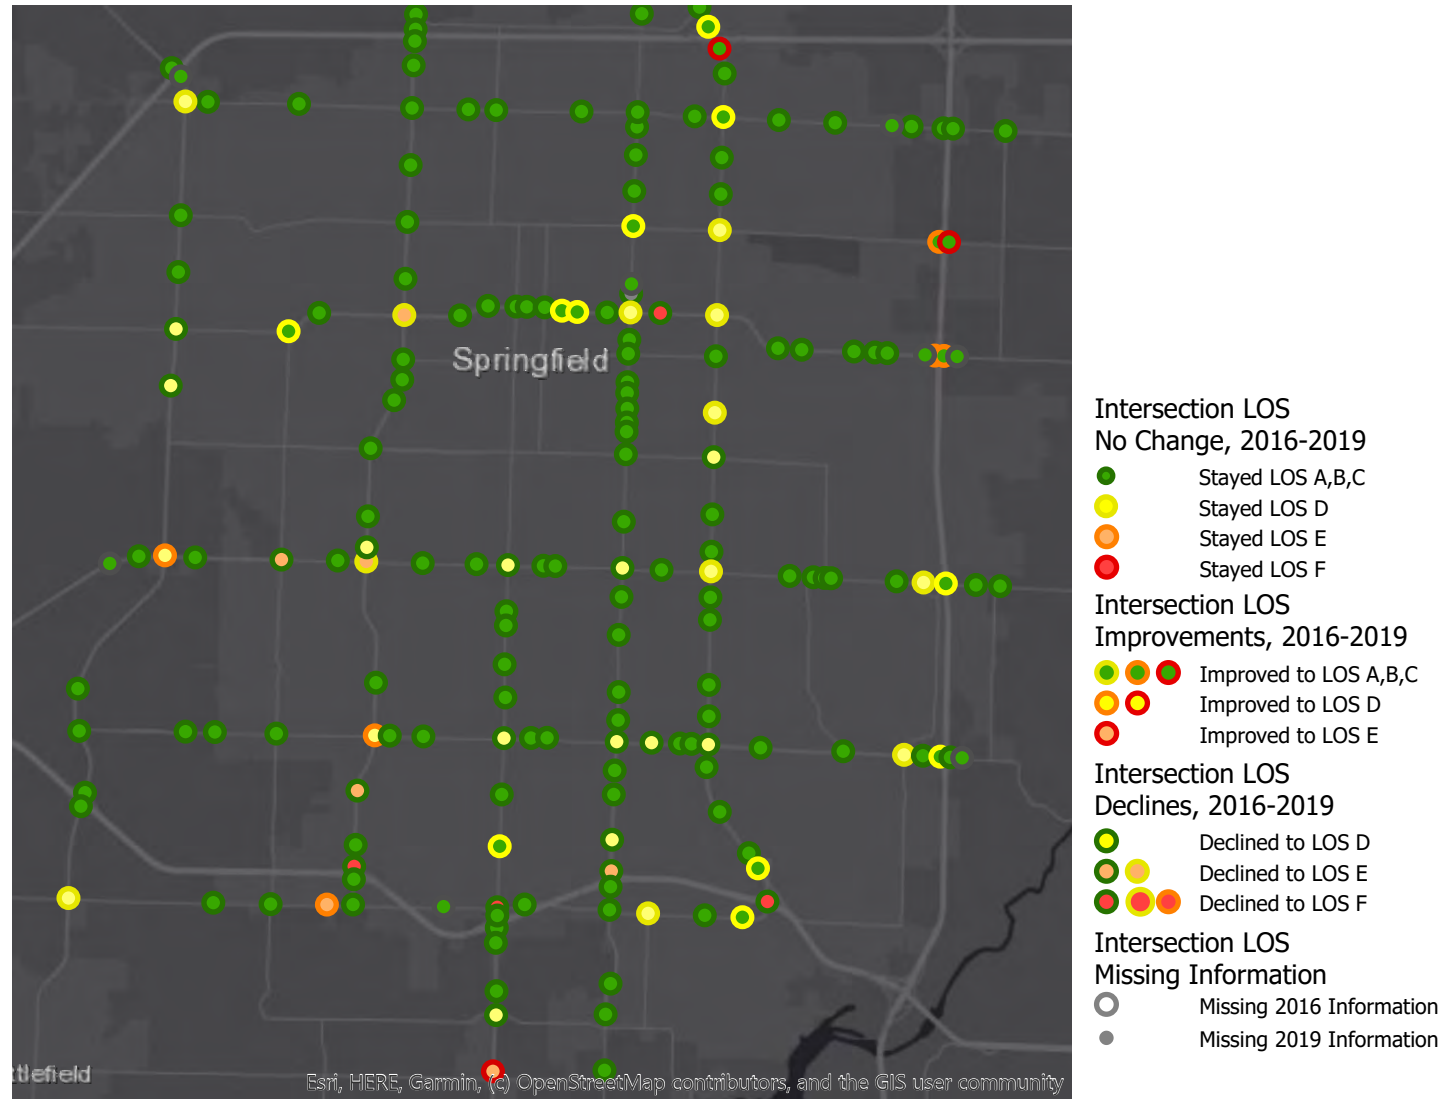 Springfield
Intersection LOS
No Change, 2016-2019
Stayed LOS A,B,C
Stayed LOS D
Stayed LOS E
Stayed LOS F
Intersection LOS
Improvements, 2016-2019
Improved to LOS A,B,C
Improved to LOS D
Improved to LOS E
Intersection LOS
Declines, 2016-2019
Declined to LOS D
Declined to LOS E
Declined to LOS F
Intersection LOS
Missing Information
Missing 2016 Information
Missing 2019 Information
Esri, HERE, Garmin, (c) OpenStreetMap contributors, and the GIS user community